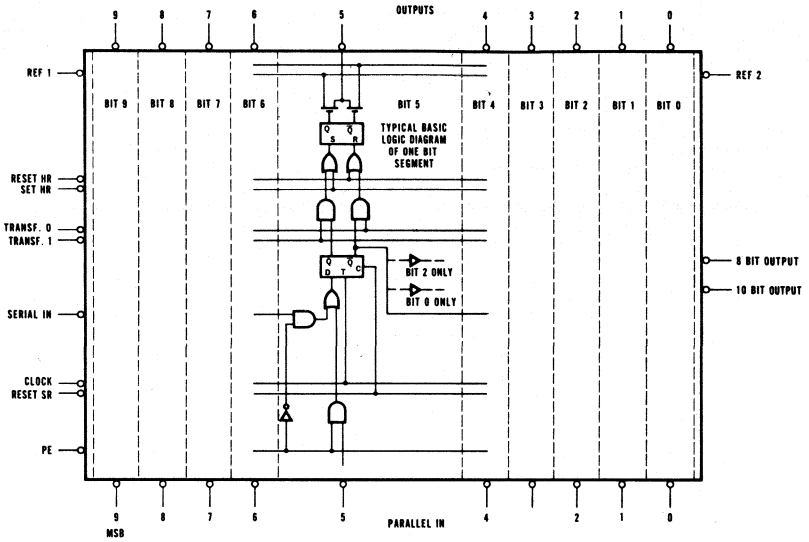 OUTPUTS
9 8 7 6 5 4 3 2 1 0
REF 1
REF 2
BIT 9 BIT 8 BIT 7 BIT 6 BIT 5 BIT 4 BIT 3 BIT 2 BIT 1 BIT 0
Q Q
S R
TYPICAL BASIC
LOGIC DIAGRAM
OF ONE BIT
SEGMENT
RESET HR
SET HR
TRANSF. 0
TRANSF. 1
Q Q
D T C
BIT 2 ONLY
8 BIT OUTPUT
BIT 0 ONLY
10 BIT OUTPUT
SERIAL IN
CLOCK
RESET SR
PE
9 8 7 6 5 4 2 1 0
MSB
PARALLEL IN